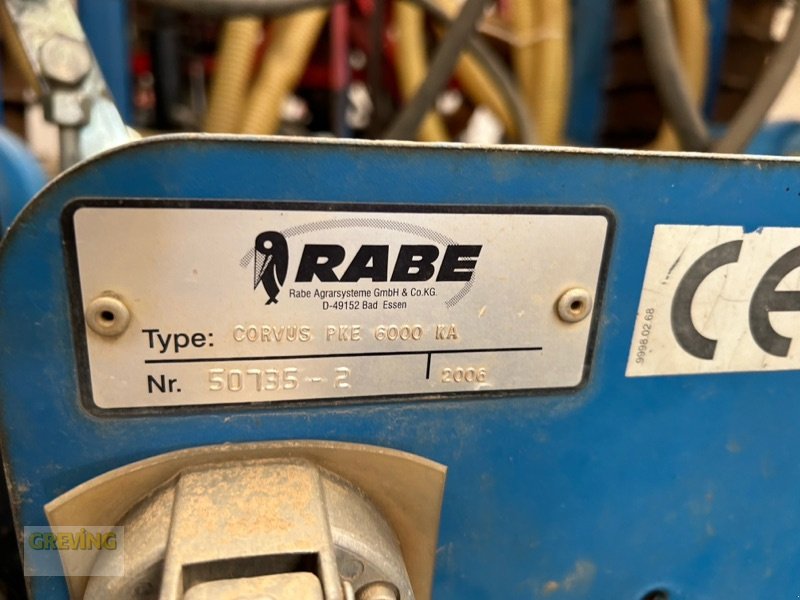 RABE
Rabe Agrarsysteme GmbH & Co.KG.
D-49152 Bad Essen
Type: CORVUS PKE 6000 KA
Nr. 50735-2 2006
CE
9998.02.68
GREVING